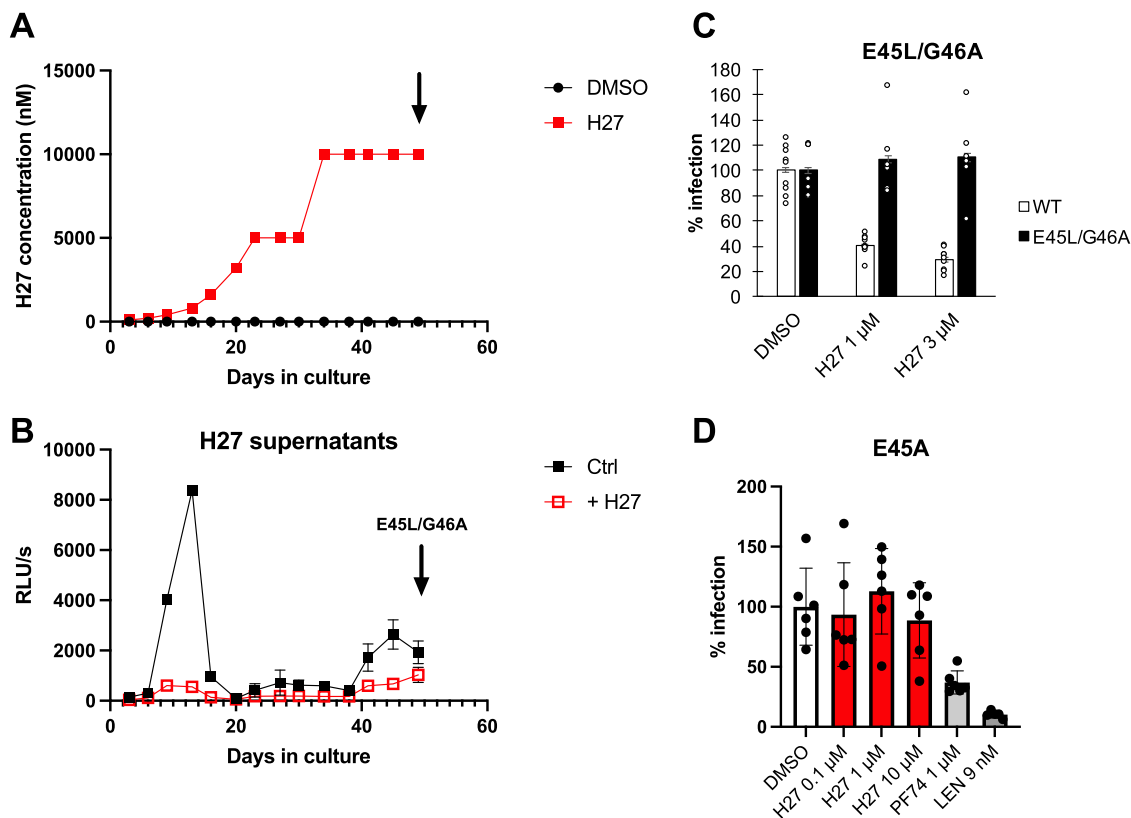 A
H27 concentration (nM)
15000
10000
5000
0
0
20
40
60
Days in culture
DMSO
H27
B
H27 supernatants
RLU/s
10000
8000
6000
4000
2000
0
0
20
40
60
Days in culture
Ctrl
+ H27
E45L/G46A
C
E45L/G46A
% infection
180
160
140
120
100
80
60
40
20
0
DMSO
H27 1 µM
H27 3 µM
WT
E45L/G46A
D
E45A
% infection
200
150
100
50
0
DMSO
H27 0.1 µM
H27 1 µM
H27 10 µM
PF74 1 µM
LEN 9 nM